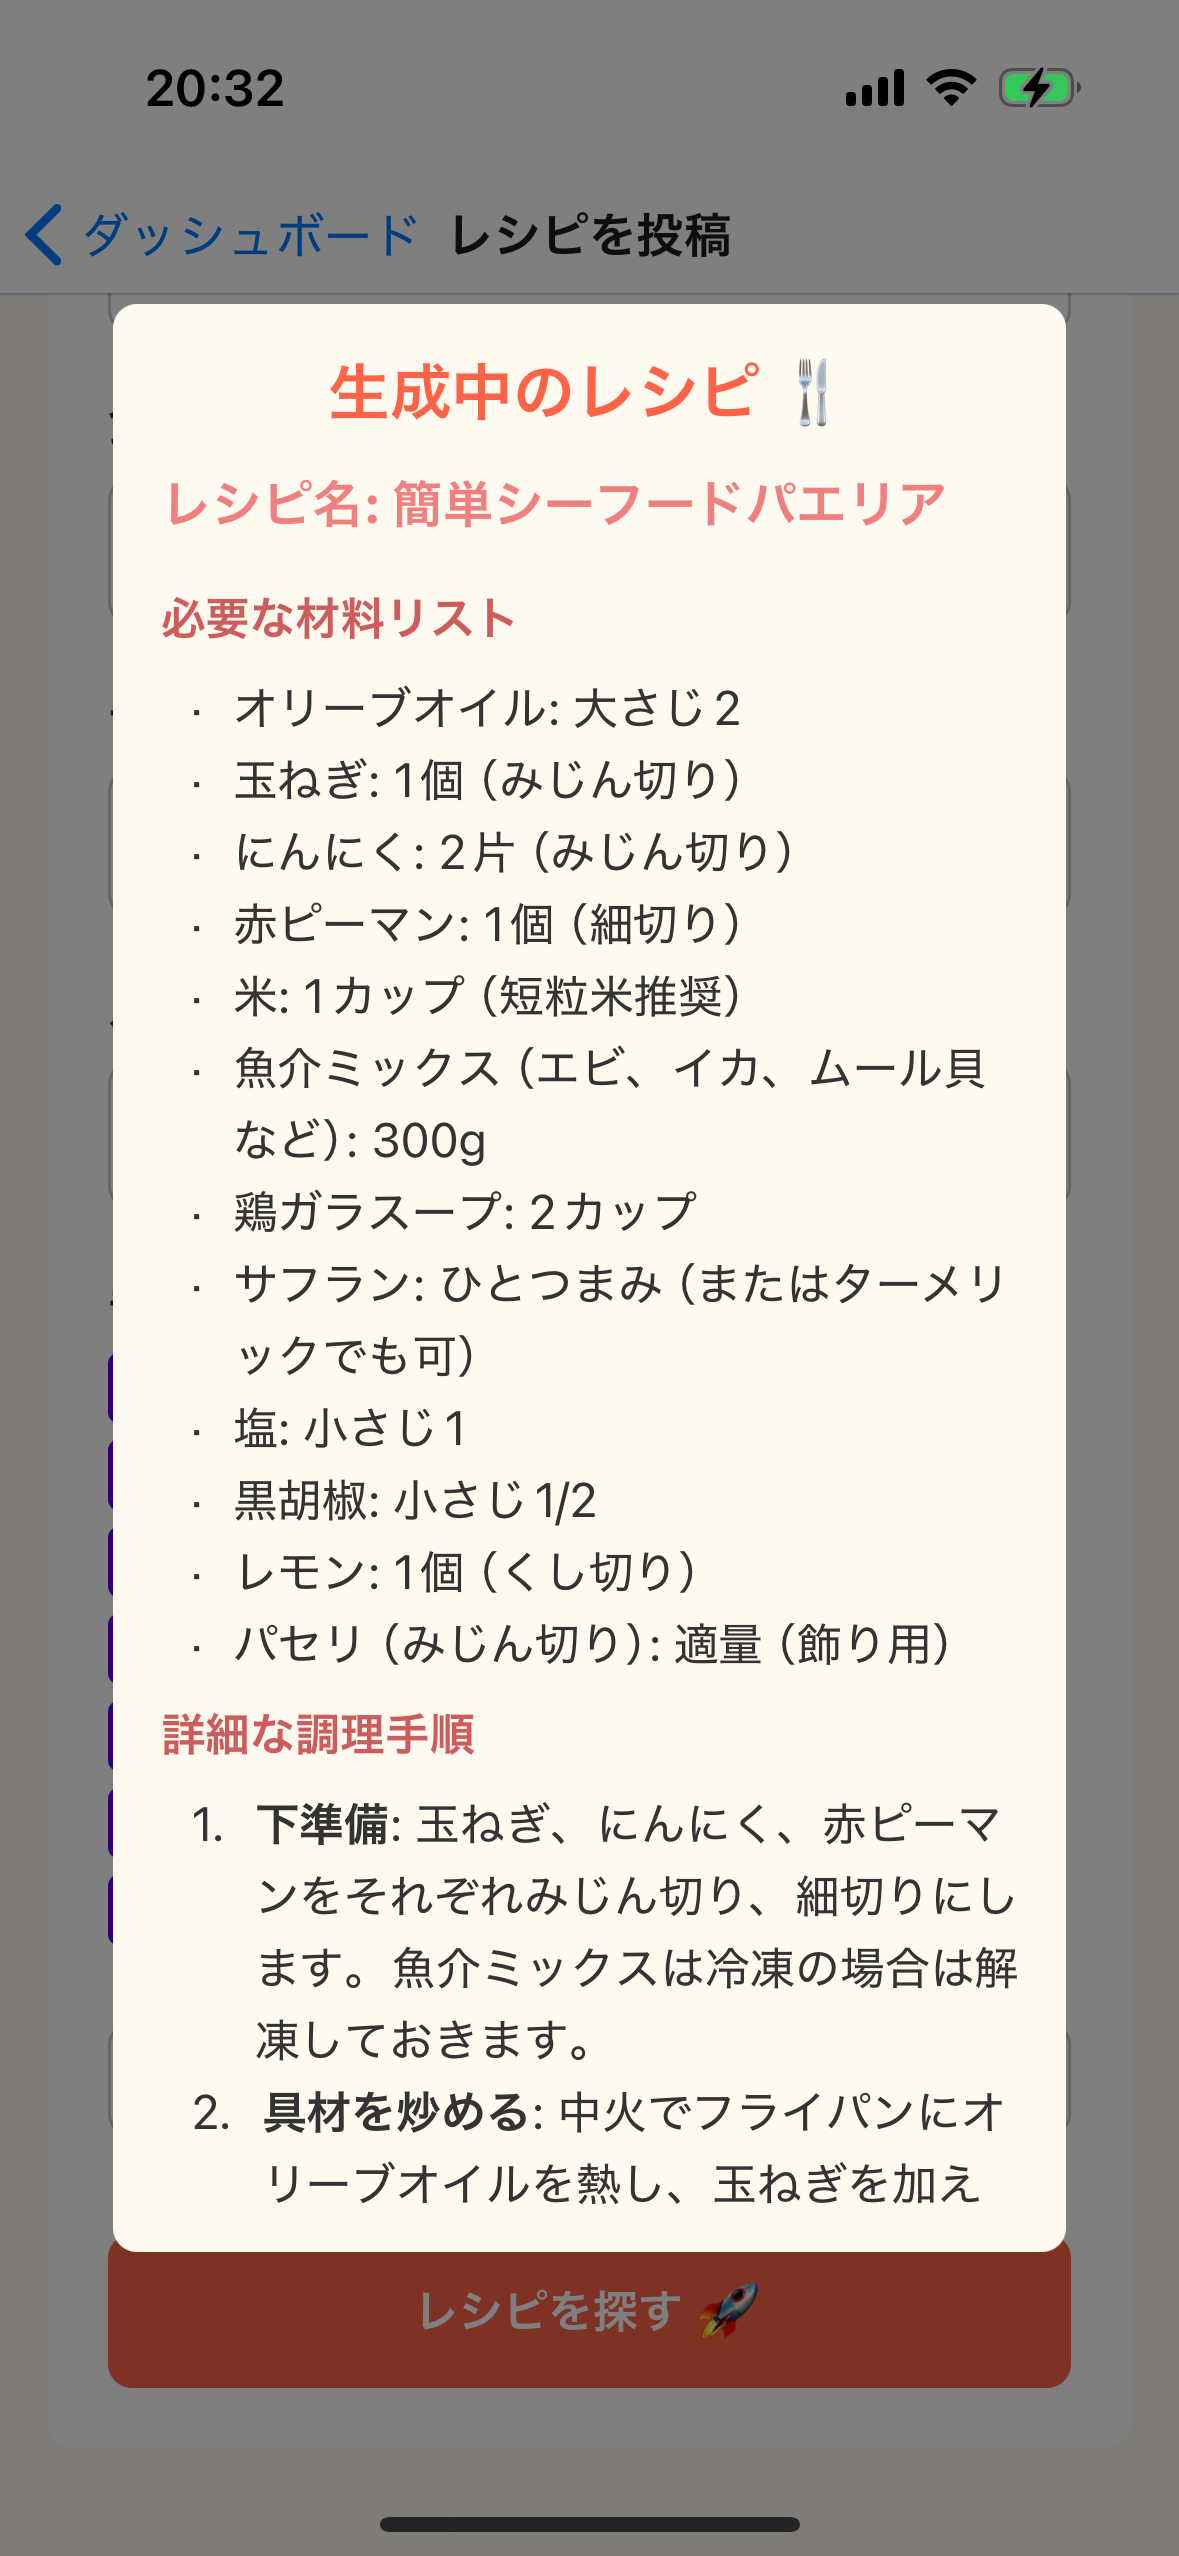 20:32
ダッシュボード レシピを投稿
生成中のレシピ 🍴
レシピ名: 簡単シーフードパエリア
必要な材料リスト
· オリーブオイル: 大さじ2
· 玉ねぎ: 1個（みじん切り）
· にんにく: 2片（みじん切り）
· 赤ピーマン: 1個（細切り）
· 米: 1カップ（短粒米推奨）
· 魚介ミックス（エビ、イカ、ムール貝
など）: 300g
· 鶏ガラスープ: 2カップ
· サフラン: ひとつまみ（またはターメリ
ックでも可）
· 塩: 小さじ1
· 黒胡椒: 小さじ1/2
· レモン: 1個（くし切り）
· パセリ（みじん切り）: 適量（飾り用）
詳細な調理手順
1. 下準備: 玉ねぎ、にんにく、赤ピーマ
ンをそれぞれみじん切り、細切りにし
ます。魚介ミックスは冷凍の場合は解
凍しておきます。
2. 具材を炒める: 中火でフライパンにオ
リーブオイルを熱し、玉ねぎを加え
レシピを探す 🚀